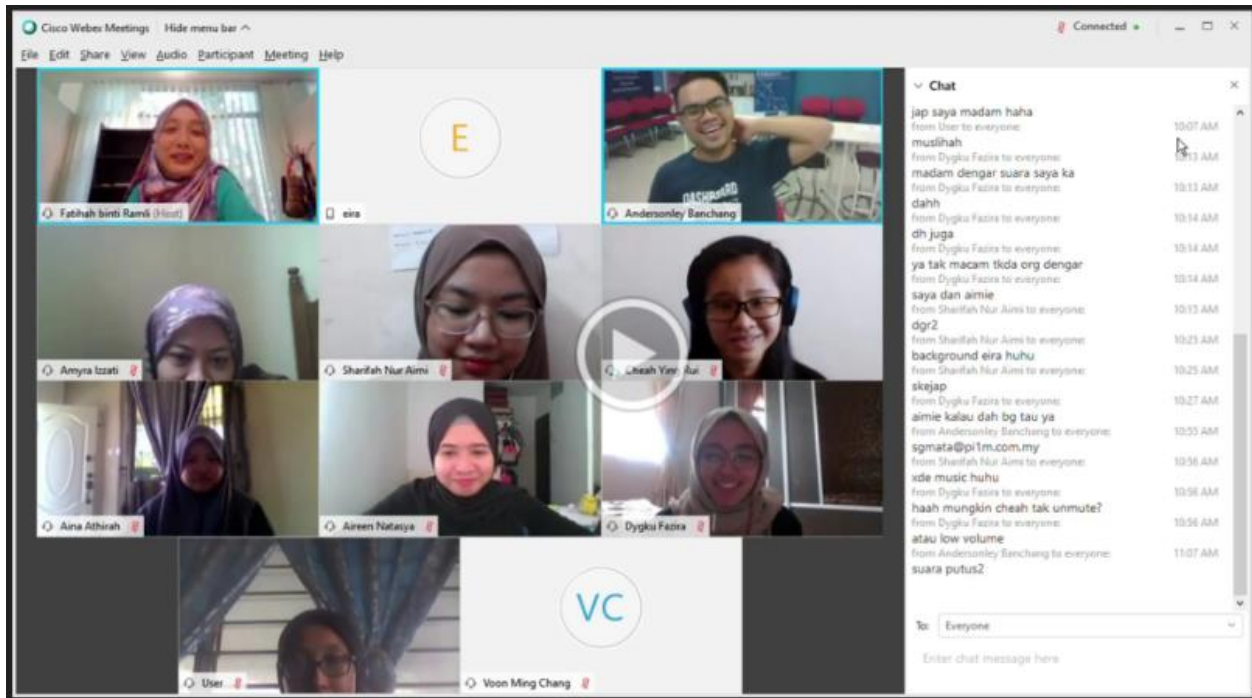 Cisco Webex Meetings
Hide menu bar
Connected
File Edit Share View Audio Participant Meeting Help
Fatihah binti Ramli (Host)
E
eira
DASHBOARD
Andersonley Banchang
Amyra Izzati
Sharifah Nur Aimi
Cheah Ying Rui
Aina Athirah
Aireen Natasya
Dygku Fazira
User
VC
Voon Ming Chang
Chat
jap saya madam haha
from User to everyone: 10:07 AM
muslihah
from Dygku Fazira to everyone: 10:13 AM
madam dengar suara saya ka
from Dygku Fazira to everyone: 10:13 AM
dahh
from Dygku Fazira to everyone: 10:14 AM
dh juga
from Dygku Fazira to everyone: 10:14 AM
ya tak macam tkda org dengar
from Dygku Fazira to everyone: 10:14 AM
saya dan aimie
from Sharifah Nur Aimi to everyone: 10:15 AM
dgr2
from Sharifah Nur Aimi to everyone: 10:23 AM
background eira huhu
from Sharifah Nur Aimi to everyone: 10:25 AM
skejap
from Dygku Fazira to everyone: 10:27 AM
aimie kalau dah bg tau ya
from Andersonley Banchang to everyone: 10:55 AM
sgmata@pi1m.com.my
from Sharifah Nur Aimi to everyone: 10:56 AM
xde music huhu
from Dygku Fazira to everyone: 10:56 AM
haah mungkin cheah tak unmute?
from Dygku Fazira to everyone: 10:56 AM
atau low volume
from Andersonley Banchang to everyone: 11:07 AM
suara putus2
To: Everyone
Enter chat message here